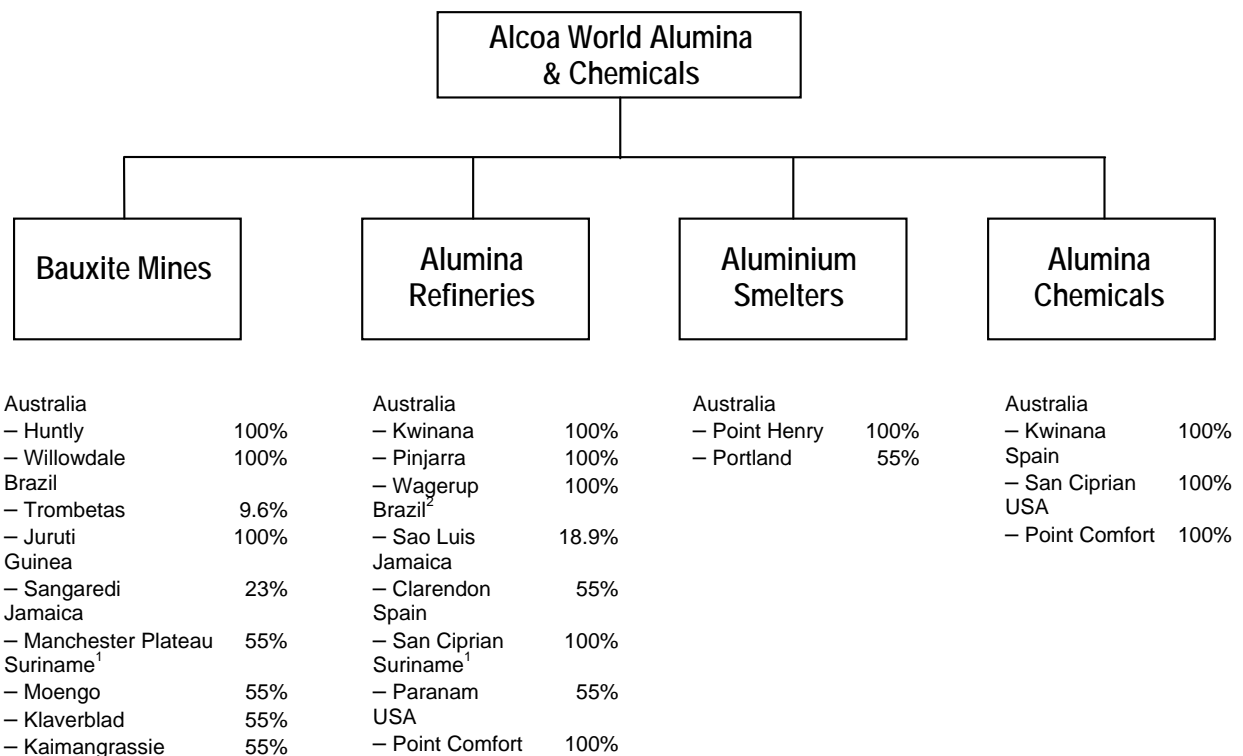 Alcoa World Alumina
& Chemicals
Bauxite Mines
Alumina
Refineries
Aluminium
Smelters
Alumina
Chemicals
Australia
– Huntly 100%
– Willowdale 100%
Brazil
– Trombetas 9.6%
– Juruti 100%
Guinea
– Sangaredi 23%
Jamaica
– Manchester Plateau 55%
Suriname¹
– Moengo 55%
– Klaverblad 55%
– Kaimangrassie 55%
Australia
– Kwinana 100%
– Pinjarra 100%
– Wagerup 100%
Brazil²
– Sao Luis 18.9%
Jamaica
– Clarendon 55%
Spain
– San Ciprian 100%
Suriname¹
– Paranam 55%
USA
– Point Comfort 100%
Australia
– Point Henry 100%
– Portland 55%
Australia
– Kwinana 100%
Spain
– San Ciprian 100%
USA
– Point Comfort 100%